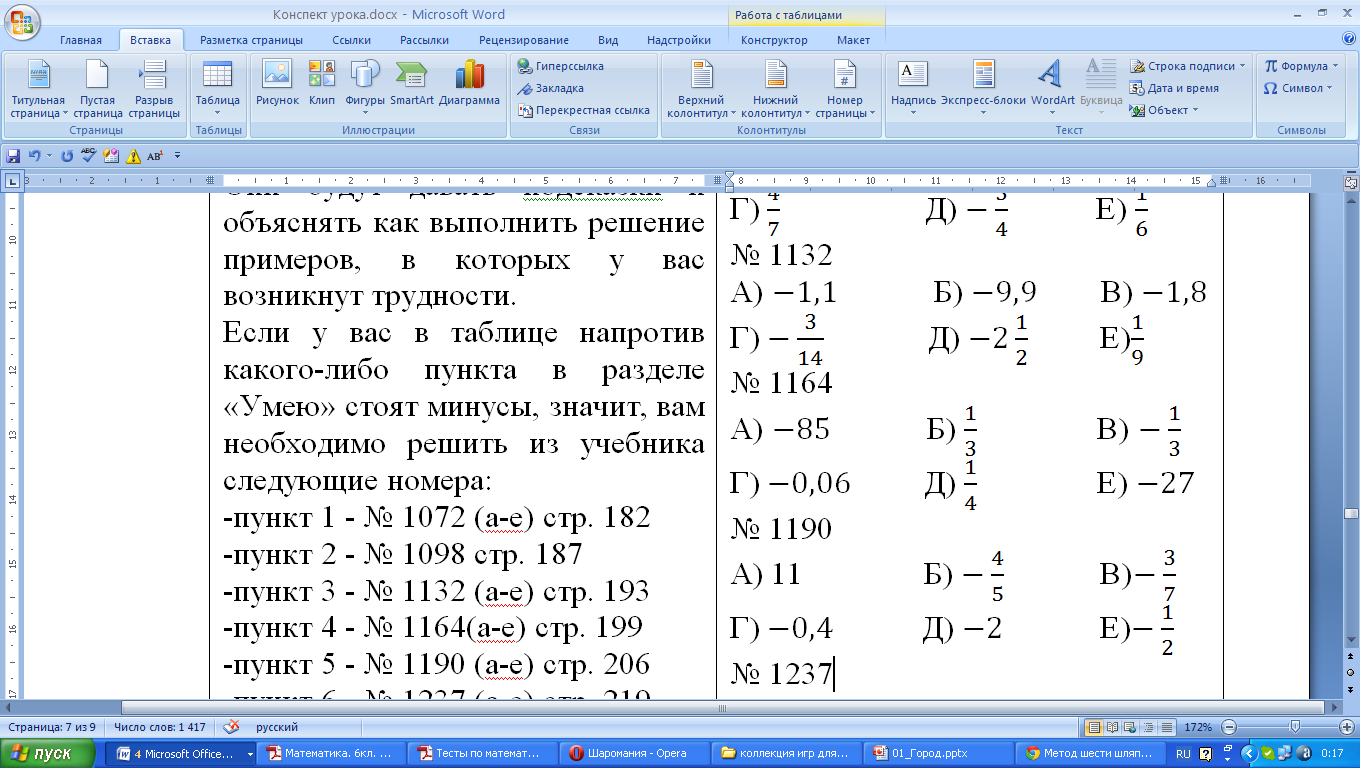 Конспект урока.docx - Microsoft Word
Работа с таблицами
Главная Вставка Разметка страницы Ссылки Рассылки Рецензирование Вид Надстройки Конструктор Макет
Титульная страница
Пустая страница
Разрыв страницы
Таблица
Рисунок Клип Фигуры SmartArt Диаграмма
Гиперссылка
Закладка
Перекрестная ссылка
Верхний колонтитул
Нижний колонтитул
Номер страницы
Надпись Экспресс-блоки WordArt Буквица
Строка подписи
Дата и время
Объект
Формула
Символ
Страницы Таблицы Иллюстрации Связи Колонтитулы Текст Символы
объяснять как выполнить решение
примеров, в которых у вас
возникнут трудности.
Если у вас в таблице напротив
какого-либо пункта в разделе
«Умею» стоят минусы, значит, вам
необходимо решить из учебника
следующие номера:
-пункт 1 - № 1072 (а-е) стр. 182
-пункт 2 - № 1098 стр. 187
-пункт 3 - № 1132 (а-е) стр. 193
-пункт 4 - № 1164(а-е) стр. 199
-пункт 5 - № 1190 (а-е) стр. 206
-пункт 6 - № 1237 (а-е) стр. 219
Г) 4/7 Д) −3/4 Е) 1/6
№ 1132
А) −1,1 Б) −9,9 В) −1,8
Г) − 3/14 Д) −2 1/2 Е) 1/9
№ 1164
А) −85 Б) 1/3 В) − 1/3
Г) −0,06 Д) 1/4 Е) −27
№ 1190
А) 11 Б) − 4/5 В)− 3/7
Г) −0,4 Д) −2 Е)− 1/2
№ 1237
Страница: 7 из 9 Число слов: 1 417 русский 172%
пуск 4 Microsoft Office... Математика. 6кл. ... Тесты по математ... Шаромания - Opera коллекция игр для... 01_Город.pptx Метод шести шляп... RU 0:17